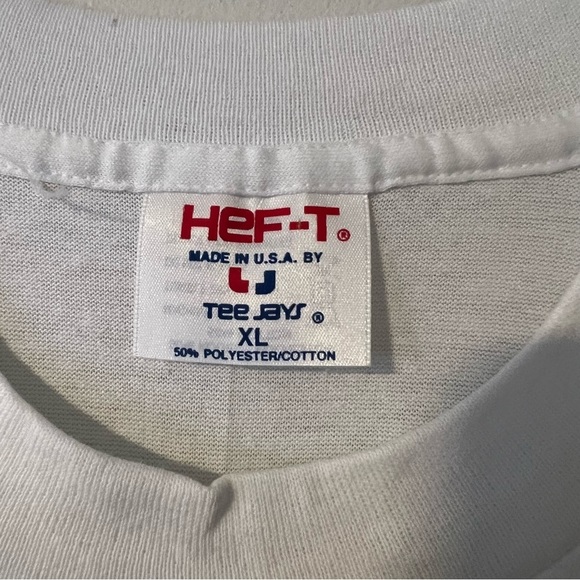 HeF-T®
MADE IN U.S.A. BY
Tee Jays ®
XL
50% POLYESTER/COTTON